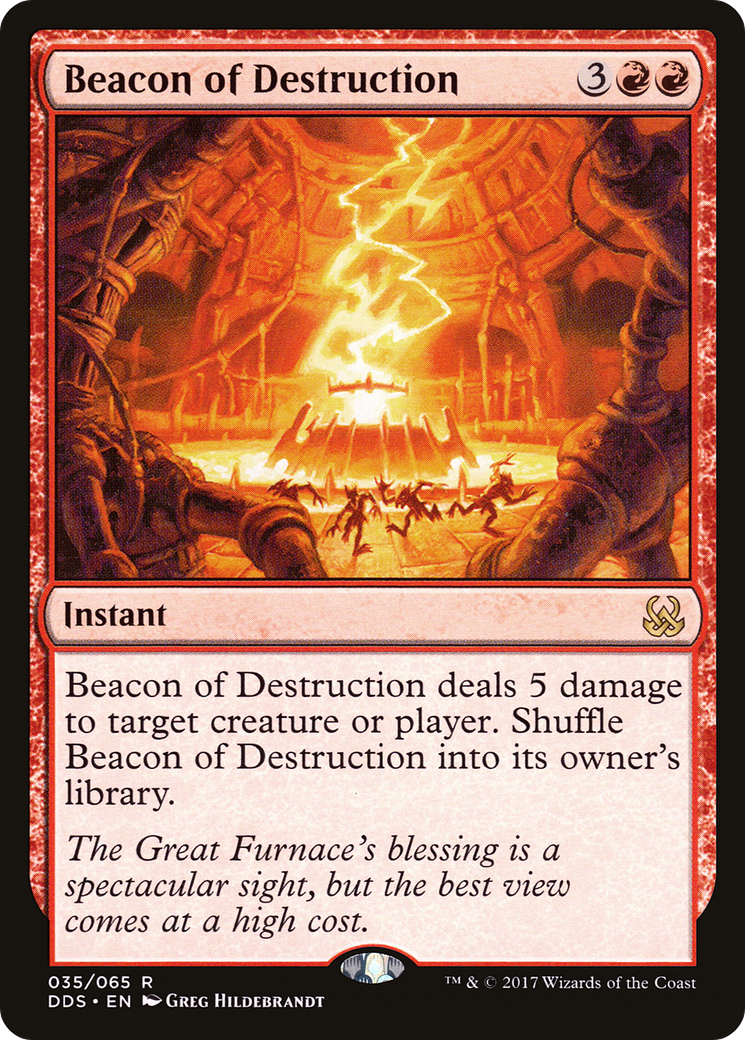 Beacon of Destruction 3
Instant
Beacon of Destruction deals 5 damage
to target creature or player. Shuffle
Beacon of Destruction into its owner's
library.
The Great Furnace's blessing is a
spectacular sight, but the best view
comes at a high cost.
035/065 R
DDS • EN Greg Hildebrandt
™ & © 2017 Wizards of the Coast